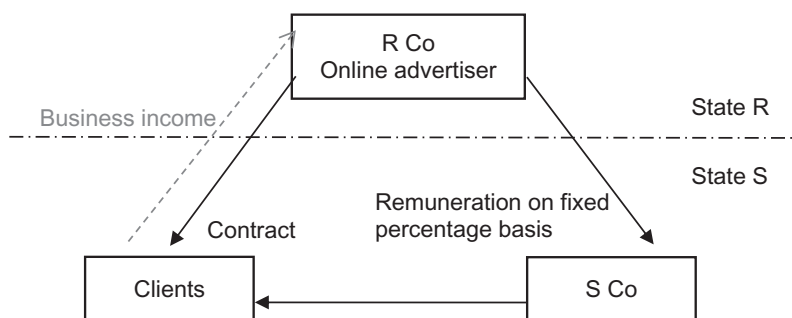 R Co
Online advertiser
Business income
State R
State S
Remuneration on fixed
percentage basis
Contract
Clients
S Co